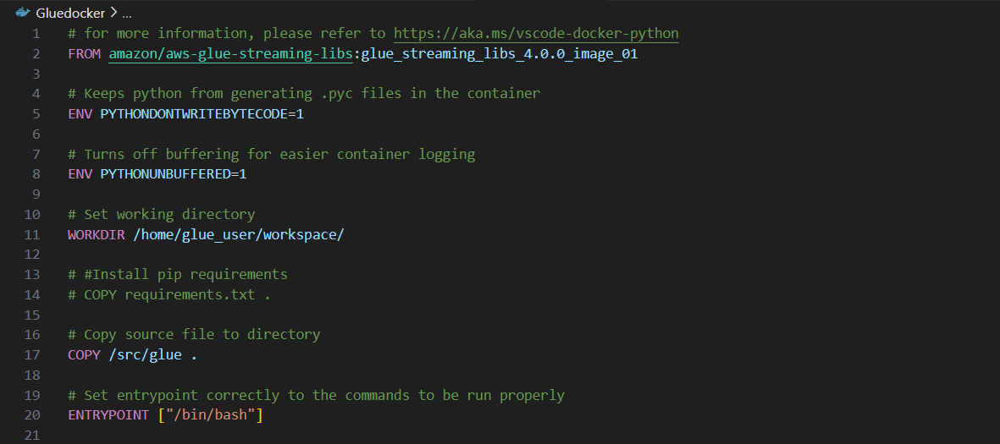 Gluedocker > ...
1 # for more information, please refer to https://aka.ms/vscode-docker-python
2 FROM amazon/aws-glue-streaming-libs:glue_streaming_libs_4.0.0_image_01
3
4 # Keeps python from generating .pyc files in the container
5 ENV PYTHONDONTWRITEBYTECODE=1
6
7 # Turns off buffering for easier container logging
8 ENV PYTHONUNBUFFERED=1
9
10 # Set working directory
11 WORKDIR /home/glue_user/workspace/
12
13 # #Install pip requirements
14 # COPY requirements.txt .
15
16 # Copy source file to directory
17 COPY /src/glue .
18
19 # Set entrypoint correctly to the commands to be run properly
20 ENTRYPOINT ["/bin/bash"]
21